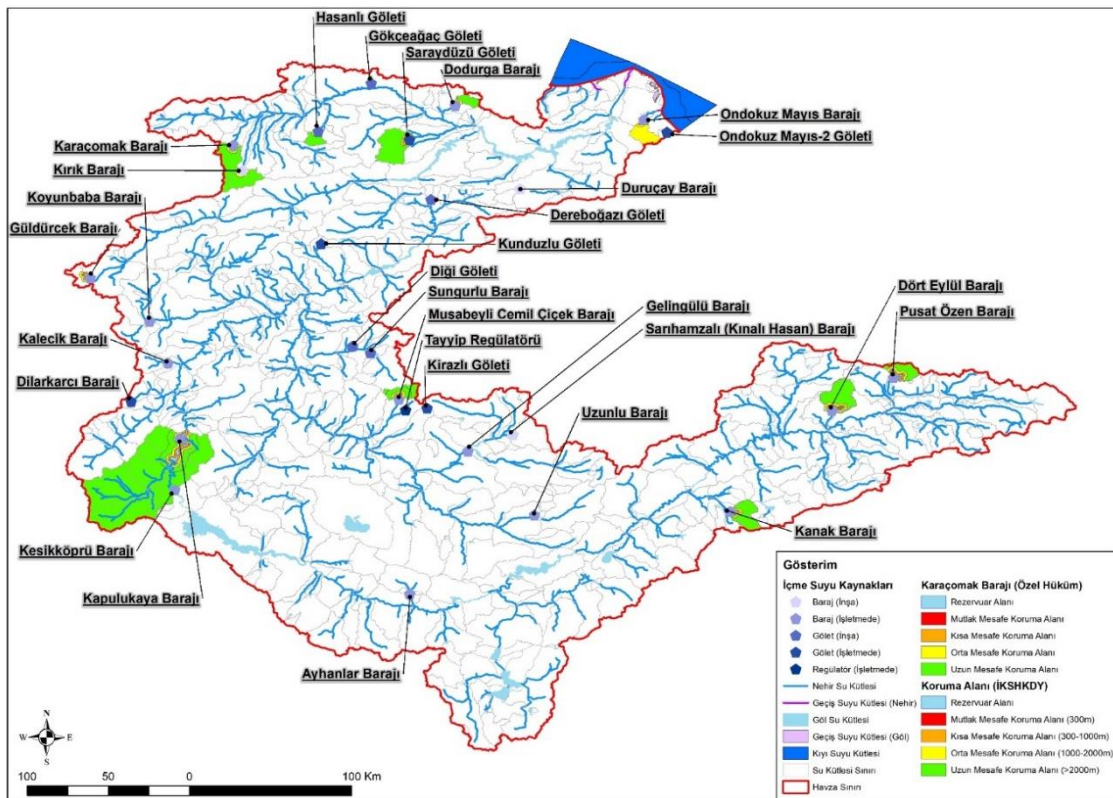 Hasanlı Göleti
Gökçeağaç Göleti
Saraydüzü Göleti
Dodurga Barajı
Ondokuz Mayıs Barajı
Ondokuz Mayıs-2 Göleti
Karaçomak Barajı
Kırık Barajı
Koyunbaba Barajı
Duruçay Barajı
Güldürcek Barajı
Dereboğazı Göleti
Kunduzlu Göleti
Diği Göleti
Sungurlu Barajı
Gelingülü Barajı
Dört Eylül Barajı
Pusat Özen Barajı
Musabeyli Cemil Çiçek Barajı
Sarıhamzalı (Kınalı Hasan) Barajı
Kalecik Barajı
Tayyip Regülatörü
Kirazlı Göleti
Dilarkarcı Barajı
Uzunlu Barajı
Kanak Barajı
Kesikköprü Barajı
Kapulukaya Barajı
Ayhanlar Barajı
Gösterim
İçme Suyu Kaynakları
Baraj (İnşa)
Baraj (İşletmede)
Gölet (İnşa)
Gölet (İşletmede)
Regülatör (İşletmede)
Nehir Su Kütlesi
Geçiş Suyu Kütlesi (Nehir)
Göl Su Kütlesi
Geçiş Suyu Kütlesi (Göl)
Kıyı Suyu Kütlesi
Su Kütlesi Sınırı
Havza Sınırı
Karaçomak Barajı (Özel Hüküm)
Rezervuar Alanı
Mutlak Mesafe Koruma Alanı
Kısa Mesafe Koruma Alanı
Orta Mesafe Koruma Alanı
Uzun Mesafe Koruma Alanı
Koruma Alanı (İKSHKDY)
Rezervuar Alanı
Mutlak Mesafe Koruma Alanı (300m)
Kısa Mesafe Koruma Alanı (300-1000m)
Orta Mesafe Koruma Alanı (1000-2000m)
Uzun Mesafe Koruma Alanı (>2000m)
N
W E
S
100 50 0 100 Km